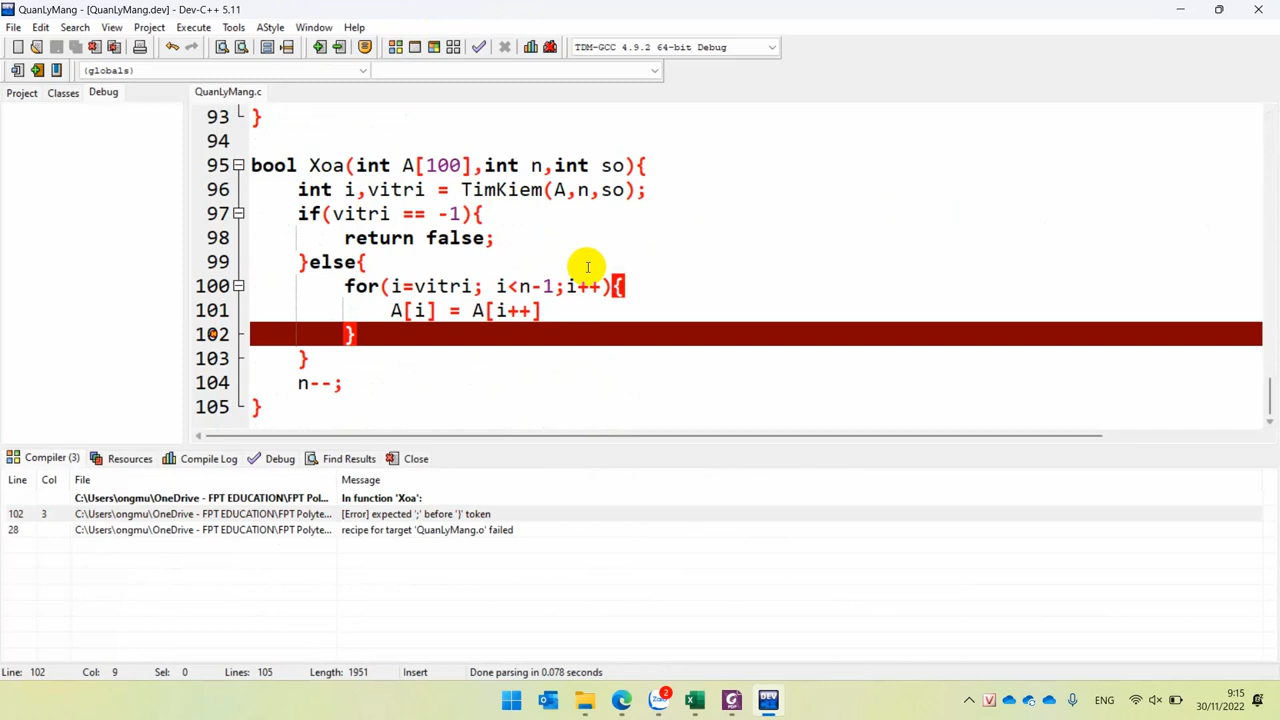 QuanLyMang - [QuanLyMang.dev] - Dev-C++ 5.11
File Edit Search View Project Execute Tools AStyle Window Help
TDM-GCC 4.9.2 64-bit Debug
(globals)
Project Classes Debug QuanLyMang.c
93 }
94
95 bool Xoa(int A[100],int n,int so){
96 int i,vitri = TimKiem(A,n,so);
97 if(vitri == -1){
98 return false;
99 }else{
100 for(i=vitri; i<n-1;i++){
101 A[i] = A[i++]
102 }
103 }
104 n--;
105 }
Compiler (3) Resources Compile Log Debug Find Results Close
Line Col File Message
C:\Users\ongmu\OneDrive - FPT EDUCATION\FPT Pol... In function 'Xoa':
102 3 C:\Users\ongmu\OneDrive - FPT EDUCATION\FPT Polyte... [Error] expected ';' before '}' token
28 C:\Users\ongmu\OneDrive - FPT EDUCATION\FPT Polyte... recipe for target 'QuanLyMang.o' failed
Line: 102 Col: 9 Sel: 0 Lines: 105 Length: 1951 Insert Done parsing in 0.078 seconds
2 PDF DEV V ENG 9:15
30/11/2022